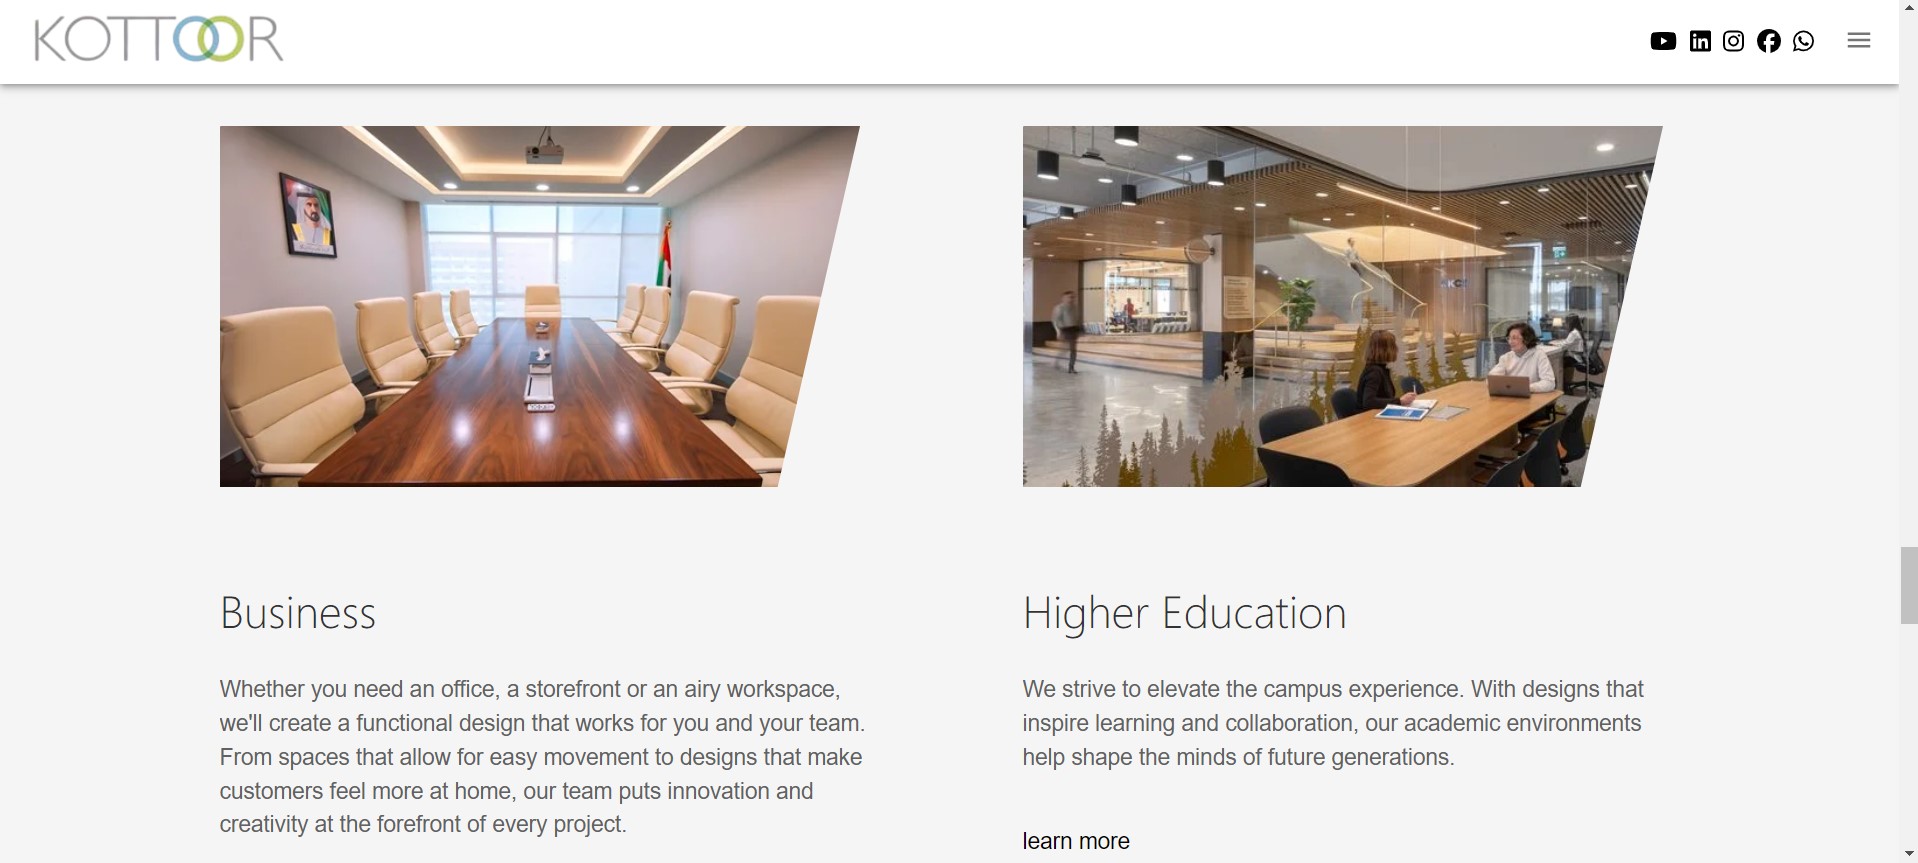 KOTTOOR
Business
Whether you need an office, a storefront or an airy workspace,
we'll create a functional design that works for you and your team.
From spaces that allow for easy movement to designs that make
customers feel more at home, our team puts innovation and
creativity at the forefront of every project.
Higher Education
We strive to elevate the campus experience. With designs that
inspire learning and collaboration, our academic environments
help shape the minds of future generations.
learn more